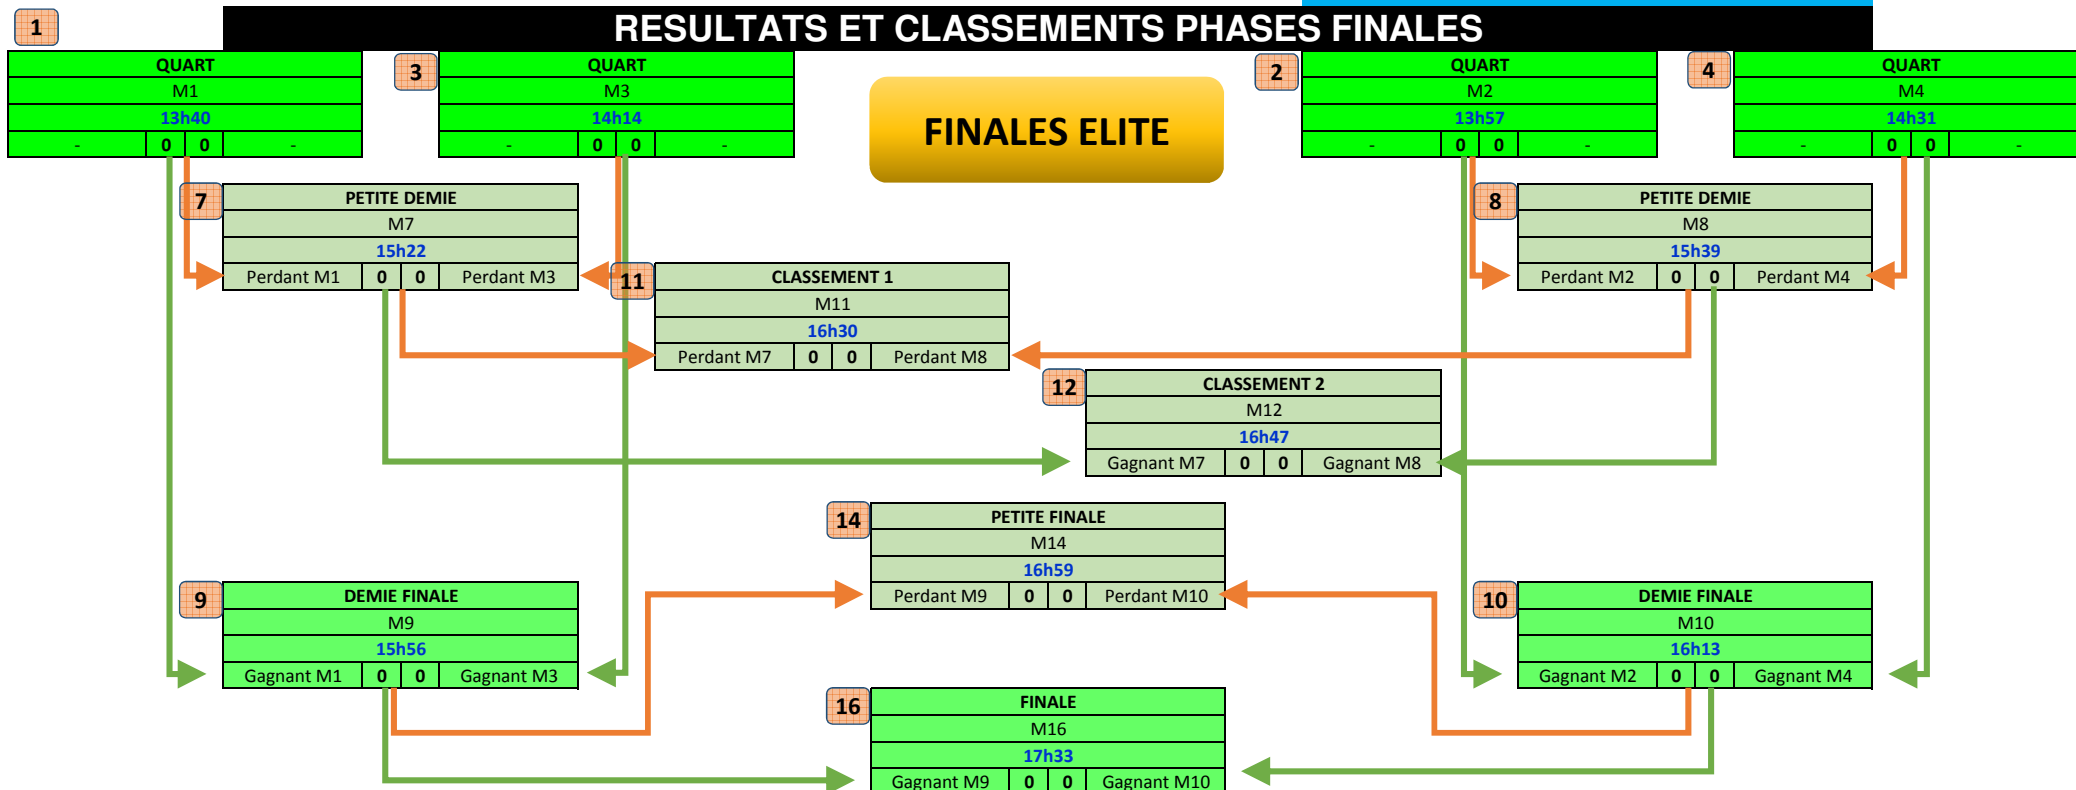 RESULTATS ET CLASSEMENTS PHASES FINALES
1
QUART
M1
13h40
- 0 0 -
3
QUART
M3
14h14
- 0 0 -
FINALES ELITE
2
QUART
M2
13h57
- 0 0 -
4
QUART
M4
14h31
- 0 0 -
7
PETITE DEMIE
M7
15h22
Perdant M1 0 0 Perdant M3
8
PETITE DEMIE
M8
15h39
Perdant M2 0 0 Perdant M4
11
CLASSEMENT 1
M11
16h30
Perdant M7 0 0 Perdant M8
12
CLASSEMENT 2
M12
16h47
Gagnant M7 0 0 Gagnant M8
14
PETITE FINALE
M14
16h59
Perdant M9 0 0 Perdant M10
9
DEMIE FINALE
M9
15h56
Gagnant M1 0 0 Gagnant M3
10
DEMIE FINALE
M10
16h13
Gagnant M2 0 0 Gagnant M4
16
FINALE
M16
17h33
Gagnant M9 0 0 Gagnant M10